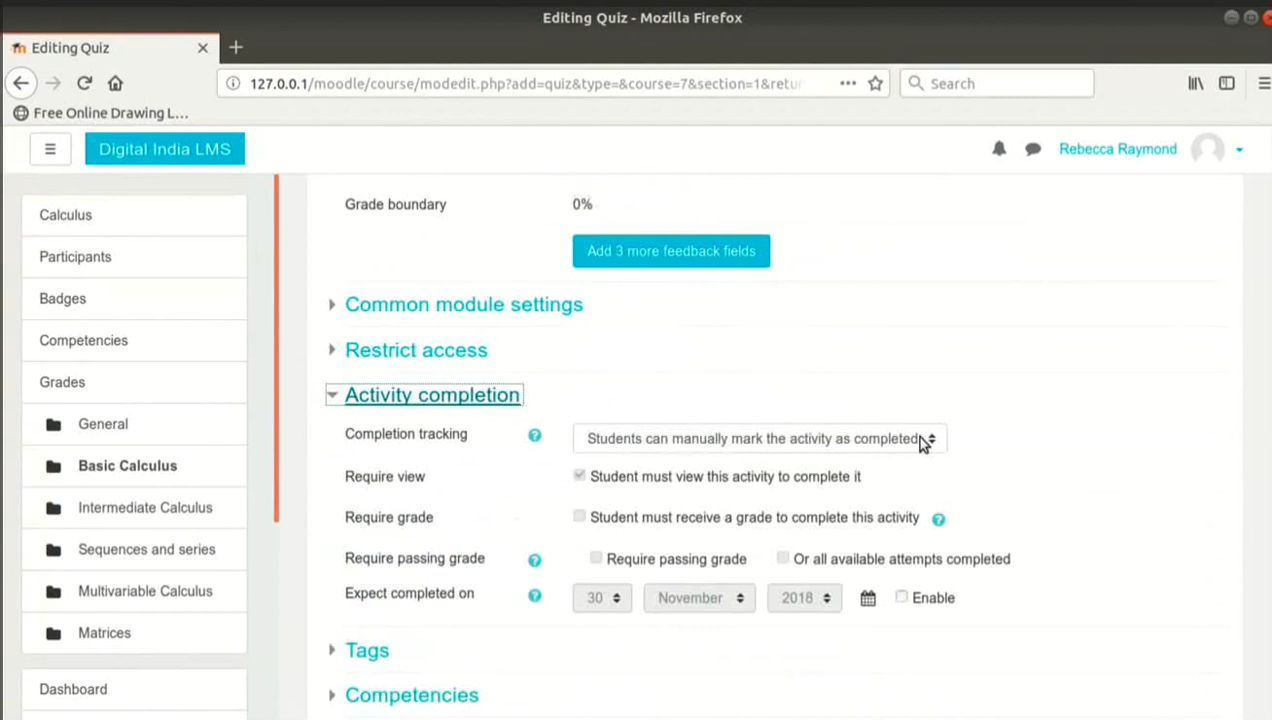 Editing Quiz - Mozilla Firefox
Editing Quiz
127.0.0.1/moodle/course/modedit.php?add=quiz&type=&course=7&section=1&retur
Search
Free Online Drawing L...
Digital India LMS
Rebecca Raymond
Calculus
Participants
Badges
Competencies
Grades
General
Basic Calculus
Intermediate Calculus
Sequences and series
Multivariable Calculus
Matrices
Dashboard
Grade boundary
0%
Add 3 more feedback fields
Common module settings
Restrict access
Activity completion
Completion tracking
Students can manually mark the activity as completed
Require view
Student must view this activity to complete it
Require grade
Student must receive a grade to complete this activity
Require passing grade
Require passing grade
Or all available attempts completed
Expect completed on
30
November
2018
Enable
Tags
Competencies